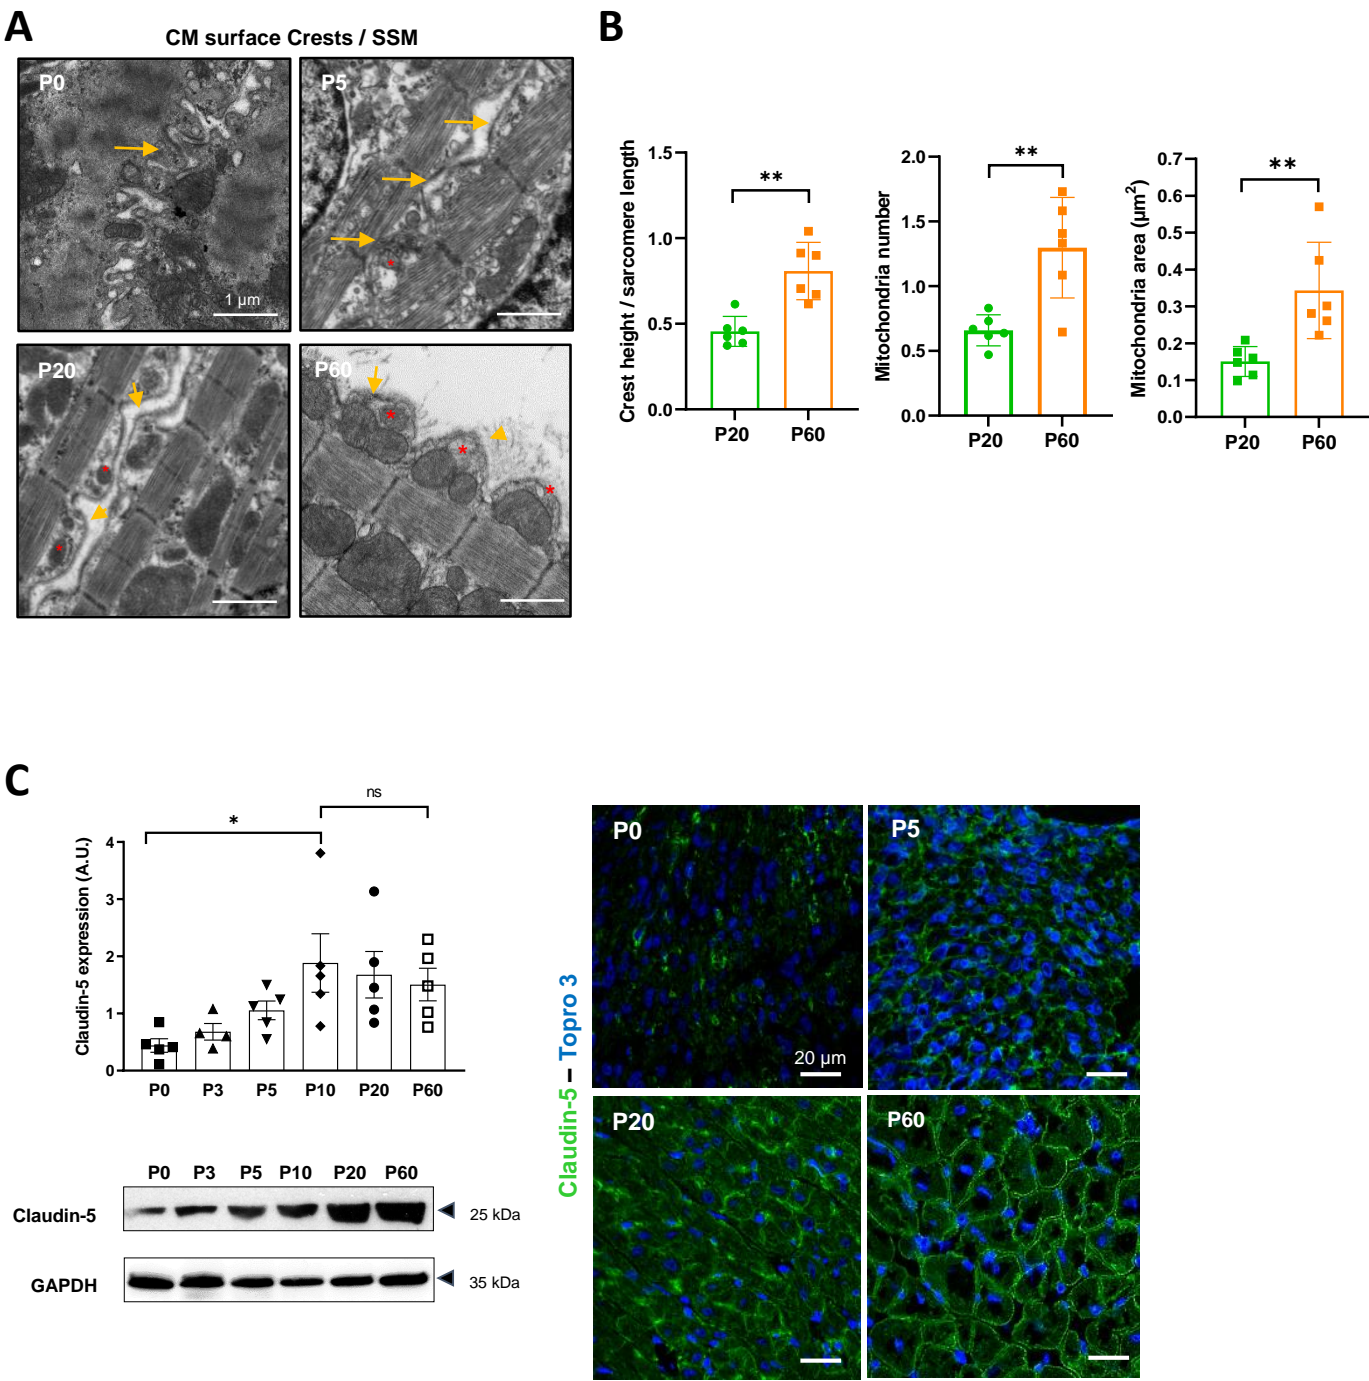 A
CM surface Crests / SSM
P0
1 µm
P5
*
P20
*
*
P60
*
*
*
B
Crest height / sarcomere length
1.5
1.0
0.5
0.0
**
P20 P60
Mitochondria number
2.0
1.5
1.0
0.5
0.0
**
P20 P60
Mitochondria area (µm²)
0.7
0.6
0.5
0.4
0.3
0.2
0.1
0.0
**
P20 P60
C
Claudin-5 expression (A.U.)
4
3
2
1
0
*
ns
P0 P3 P5 P10 P20 P60
P0 P3 P5 P10 P20 P60
Claudin-5 25 kDa
GAPDH 35 kDa
Claudin-5 – Topro 3
P0
20 µm
P5
P20
P60